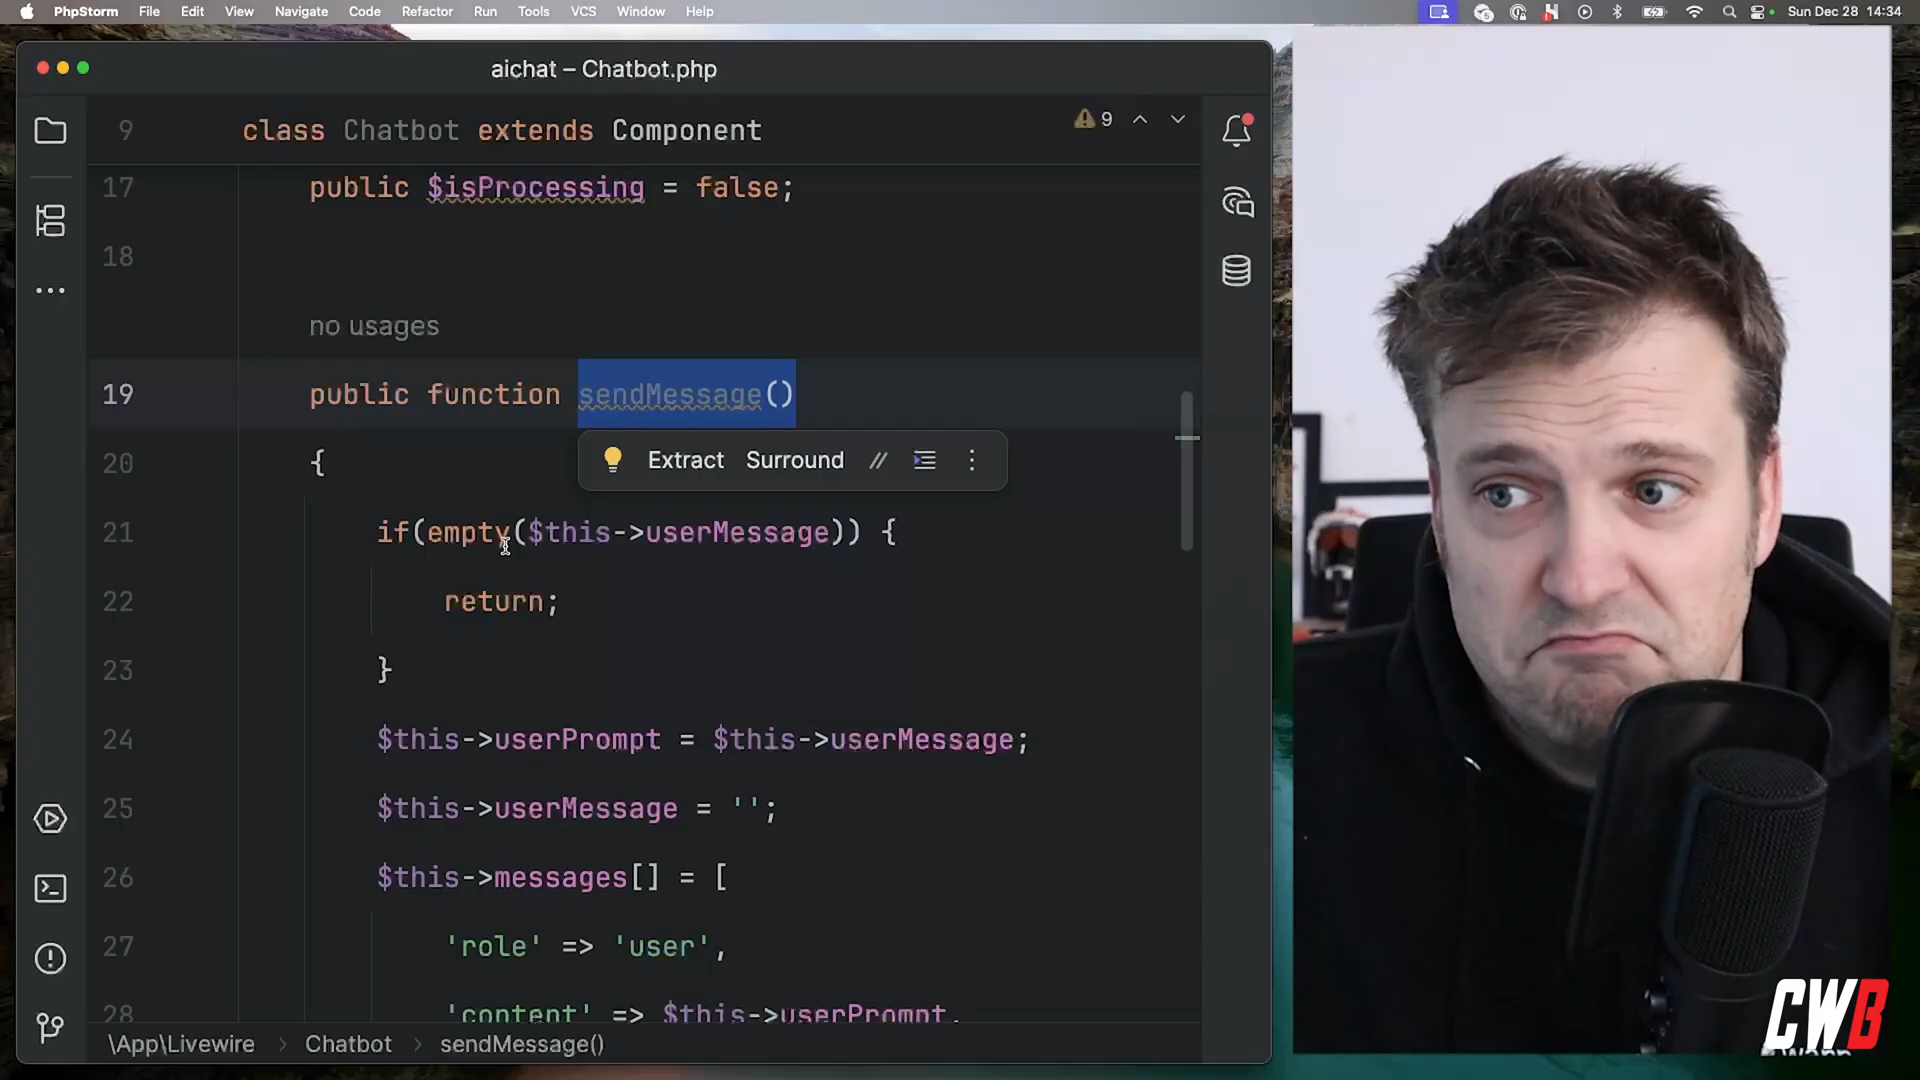 PhpStorm File Edit View Navigate Code Refactor Run Tools VCS Window Help Sun Dec 28 14:34
aichat – Chatbot.php
9 class Chatbot extends Component 9
17 public $isProcessing = false;
18
no usages
19 public function sendMessage()
20 {
Extract Surround //
21 if(empty($this->userMessage)) {
22 return;
23 }
24 $this->userPrompt = $this->userMessage;
25 $this->userMessage = '';
26 $this->messages[] = [
27 'role' => 'user',
28 'content' => $this->userPrompt,
\App\Livewire > Chatbot > sendMessage()
CWB